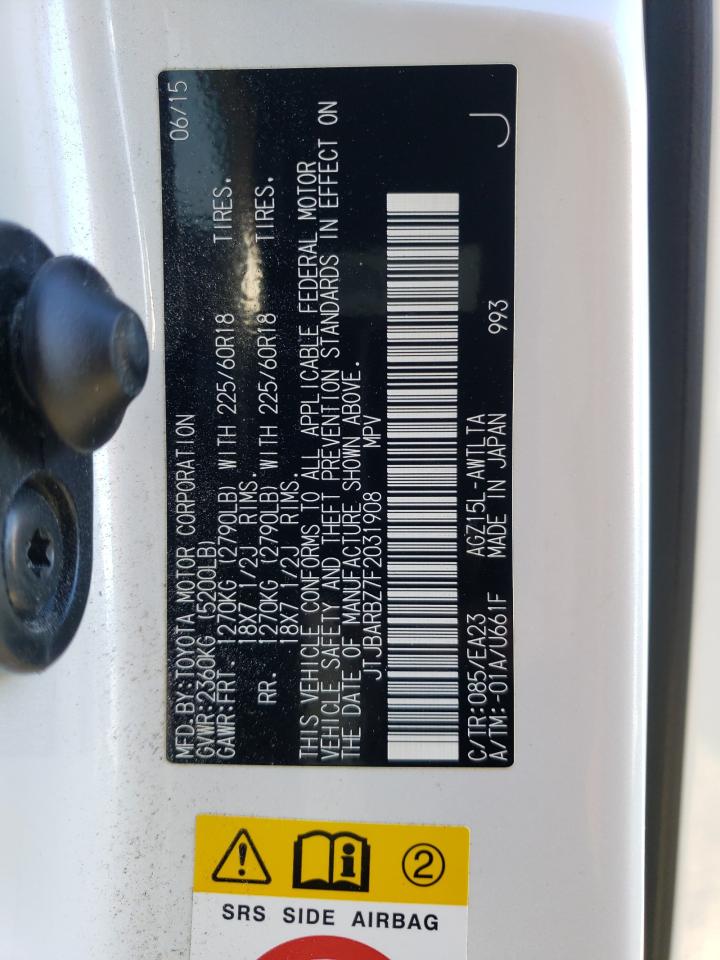 MFD.BY:TOYOTA MOTOR CORPORATION 06/15
GVWR:2360KG (5200LB)
GAWR:FRT. 1270KG (2790LB) WITH 225/60R18 TIRES.
18X7 1/2J RIMS.
RR. 1270KG (2790LB) WITH 225/60R18 TIRES.
18X7 1/2J RIMS.
THIS VEHICLE CONFORMS TO ALL APPLICABLE FEDERAL MOTOR
VEHICLE SAFETY AND THEFT PREVENTION STANDARDS IN EFFECT ON
THE DATE OF MANUFACTURE SHOWN ABOVE.
JTJBARBZ7F2031908 MPV
C/TR:085/EA23 AGZ15L-AWTLTA
A/TM:-01A/U661F MADE IN JAPAN 993 J
2
SRS SIDE AIRBAG